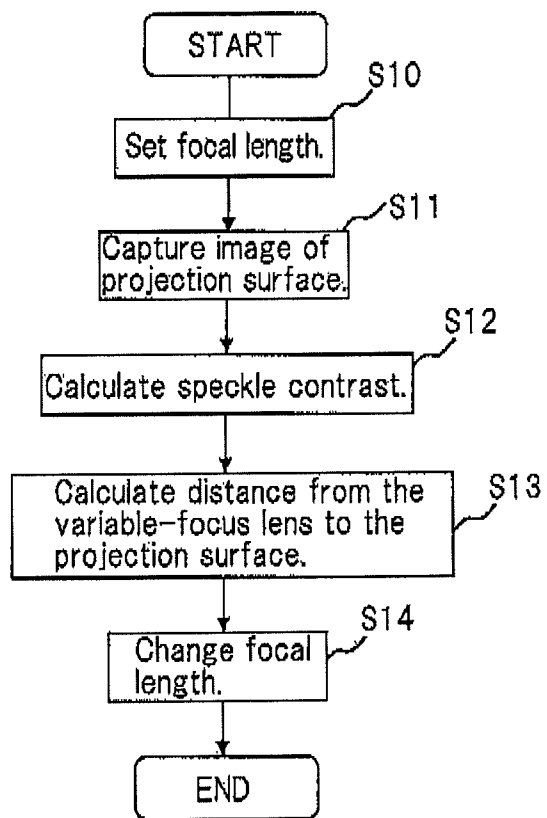 START
S10
Set focal length.
S11
Capture image of
projection surface.
S12
Calculate speckle contrast.
S13
Calculate distance from the
variable-focus lens to the
projection surface.
S14
Change focal
length.
END